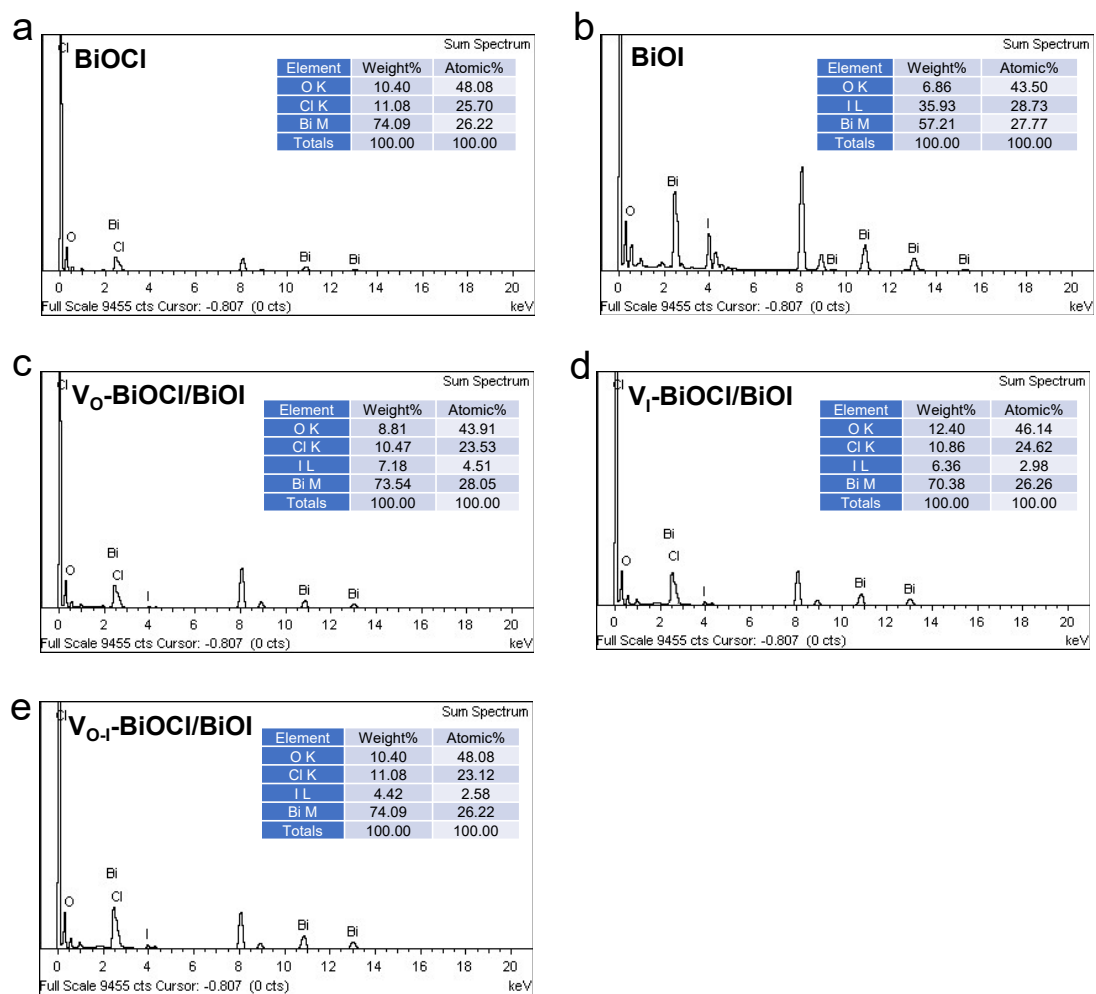 a
BiOCl
Sum Spectrum
Cl
Element Weight% Atomic%
O K 10.40 48.08
Cl K 11.08 25.70
Bi M 74.09 26.22
Totals 100.00 100.00
Bi
O Cl Bi Bi
0 2 4 6 8 10 12 14 16 18 20
Full Scale 9455 cts Cursor: -0.807 (0 cts) keV
b
BiOI
Sum Spectrum
Element Weight% Atomic%
O K 6.86 43.50
I L 35.93 28.73
Bi M 57.21 27.77
Totals 100.00 100.00
Bi
O I Bi Bi Bi Bi
0 2 4 6 8 10 12 14 16 18 20
Full Scale 9455 cts Cursor: -0.807 (0 cts) keV
c
VO-BiOCl/BiOI
Sum Spectrum
Cl
Element Weight% Atomic%
O K 8.81 43.91
Cl K 10.47 23.53
I L 7.18 4.51
Bi M 73.54 28.05
Totals 100.00 100.00
Bi
O Cl I Bi Bi
0 2 4 6 8 10 12 14 16 18 20
Full Scale 9455 cts Cursor: -0.807 (0 cts) keV
d
VI-BiOCl/BiOI
Sum Spectrum
Cl
Element Weight% Atomic%
O K 12.40 46.14
Cl K 10.86 24.62
I L 6.36 2.98
Bi M 70.38 26.26
Totals 100.00 100.00
Bi
O Cl I Bi Bi
0 2 4 6 8 10 12 14 16 18 20
Full Scale 9455 cts Cursor: -0.807 (0 cts) keV
e
VO-I-BiOCl/BiOI
Sum Spectrum
Cl
Element Weight% Atomic%
O K 10.40 48.08
Cl K 11.08 23.12
I L 4.42 2.58
Bi M 74.09 26.22
Totals 100.00 100.00
Bi
O Cl I Bi Bi
0 2 4 6 8 10 12 14 16 18 20
Full Scale 9455 cts Cursor: -0.807 (0 cts) keV